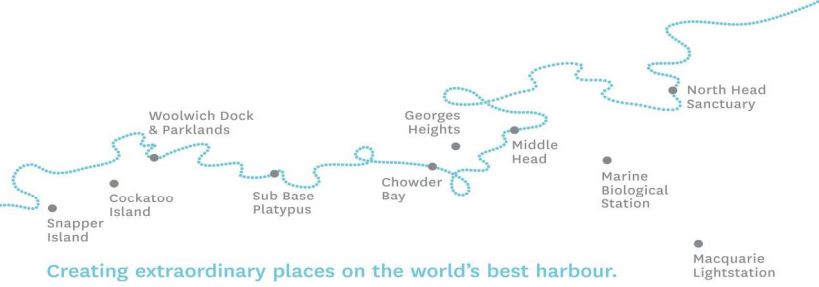 Woolwich Dock
& Parklands
Georges
Heights
North Head
Sanctuary
Middle
Head
Marine
Biological
Station
Chowder
Bay
Sub Base
Platypus
Cockatoo
Island
Snapper
Island
Macquarie
Lightstation
Creating extraordinary places on the world's best harbour.